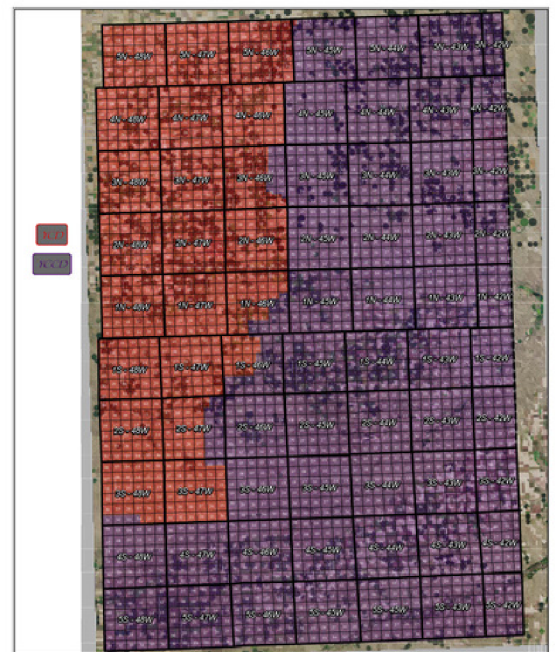 5N - 48W 5N - 47W 5N - 46W 5N - 45W 5N - 44W 5N - 43W 5N - 42W
4N - 48W 4N - 47W 4N - 46W 4N - 45W 4N - 44W 4N - 43W 4N - 42W
3N - 48W 3N - 47W 3N - 46W 3N - 45W 3N - 44W 3N - 43W 3N - 42W
2N - 48W 2N - 47W 2N - 46W 2N - 45W 2N - 44W 2N - 43W 2N - 42W
1N - 48W 1N - 47W 1N - 46W 1N - 45W 1N - 44W 1N - 43W 1N - 42W
1S - 48W 1S - 47W 1S - 46W 1S - 45W 1S - 44W 1S - 43W 1S - 42W
2S - 48W 2S - 47W 2S - 46W 2S - 45W 2S - 44W 2S - 43W 2S - 42W
3S - 48W 3S - 47W 3S - 46W 3S - 45W 3S - 44W 3S - 43W 3S - 42W
4S - 48W 4S - 47W 4S - 46W 4S - 45W 4S - 44W 4S - 43W 4S - 42W
5S - 48W 5S - 47W 5S - 46W 5S - 45W 5S - 44W 5S - 43W 5S - 42W